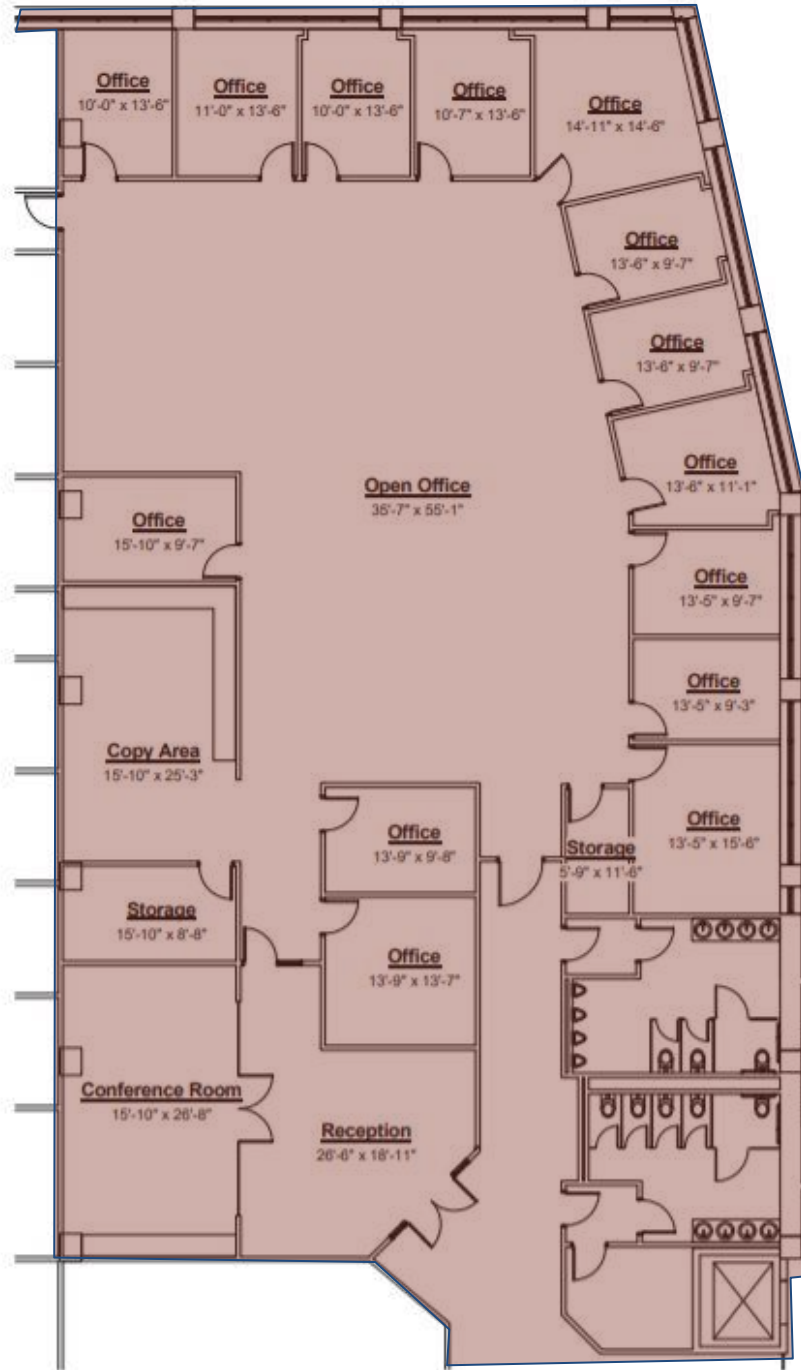 Office
10'-0" x 13'-6"
Office
11'-0" x 13'-6"
Office
10'-0" x 13'-6"
Office
10'-7" x 13'-6"
Office
14'-11" x 14'-6"
Office
13'-6" x 9'-7"
Office
13'-6" x 9'-7"
Office
13'-6" x 11'-1"
Open Office
35'-7" x 55'-1"
Office
15'-10" x 9'-7"
Office
13'-5" x 9'-7"
Office
13'-5" x 9'-3"
Copy Area
15'-10" x 25'-3"
Office
13'-9" x 9'-8"
Storage
5'-9" x 11'-6"
Office
13'-5" x 15'-6"
Storage
15'-10" x 8'-8"
Office
13'-9" x 13'-7"
Conference Room
15'-10" x 26'-8"
Reception
26'-6" x 18'-11"